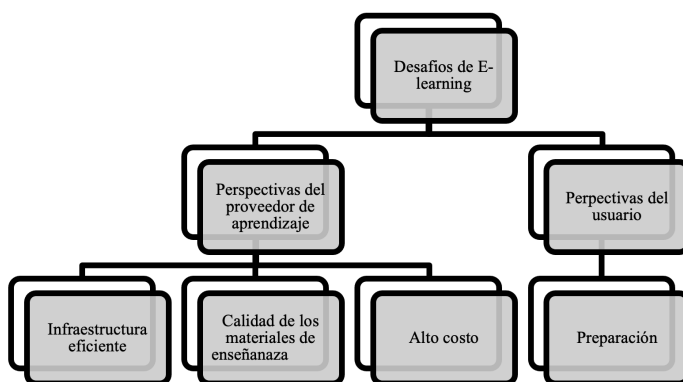 Desafios de E-
learning
Perspectivas del
proveedor de
aprendizaje
Perpectivas del
usuario
Infraestructura
eficiente
Calidad de los
materiales de
enseñanaza
Alto costo
Preparación